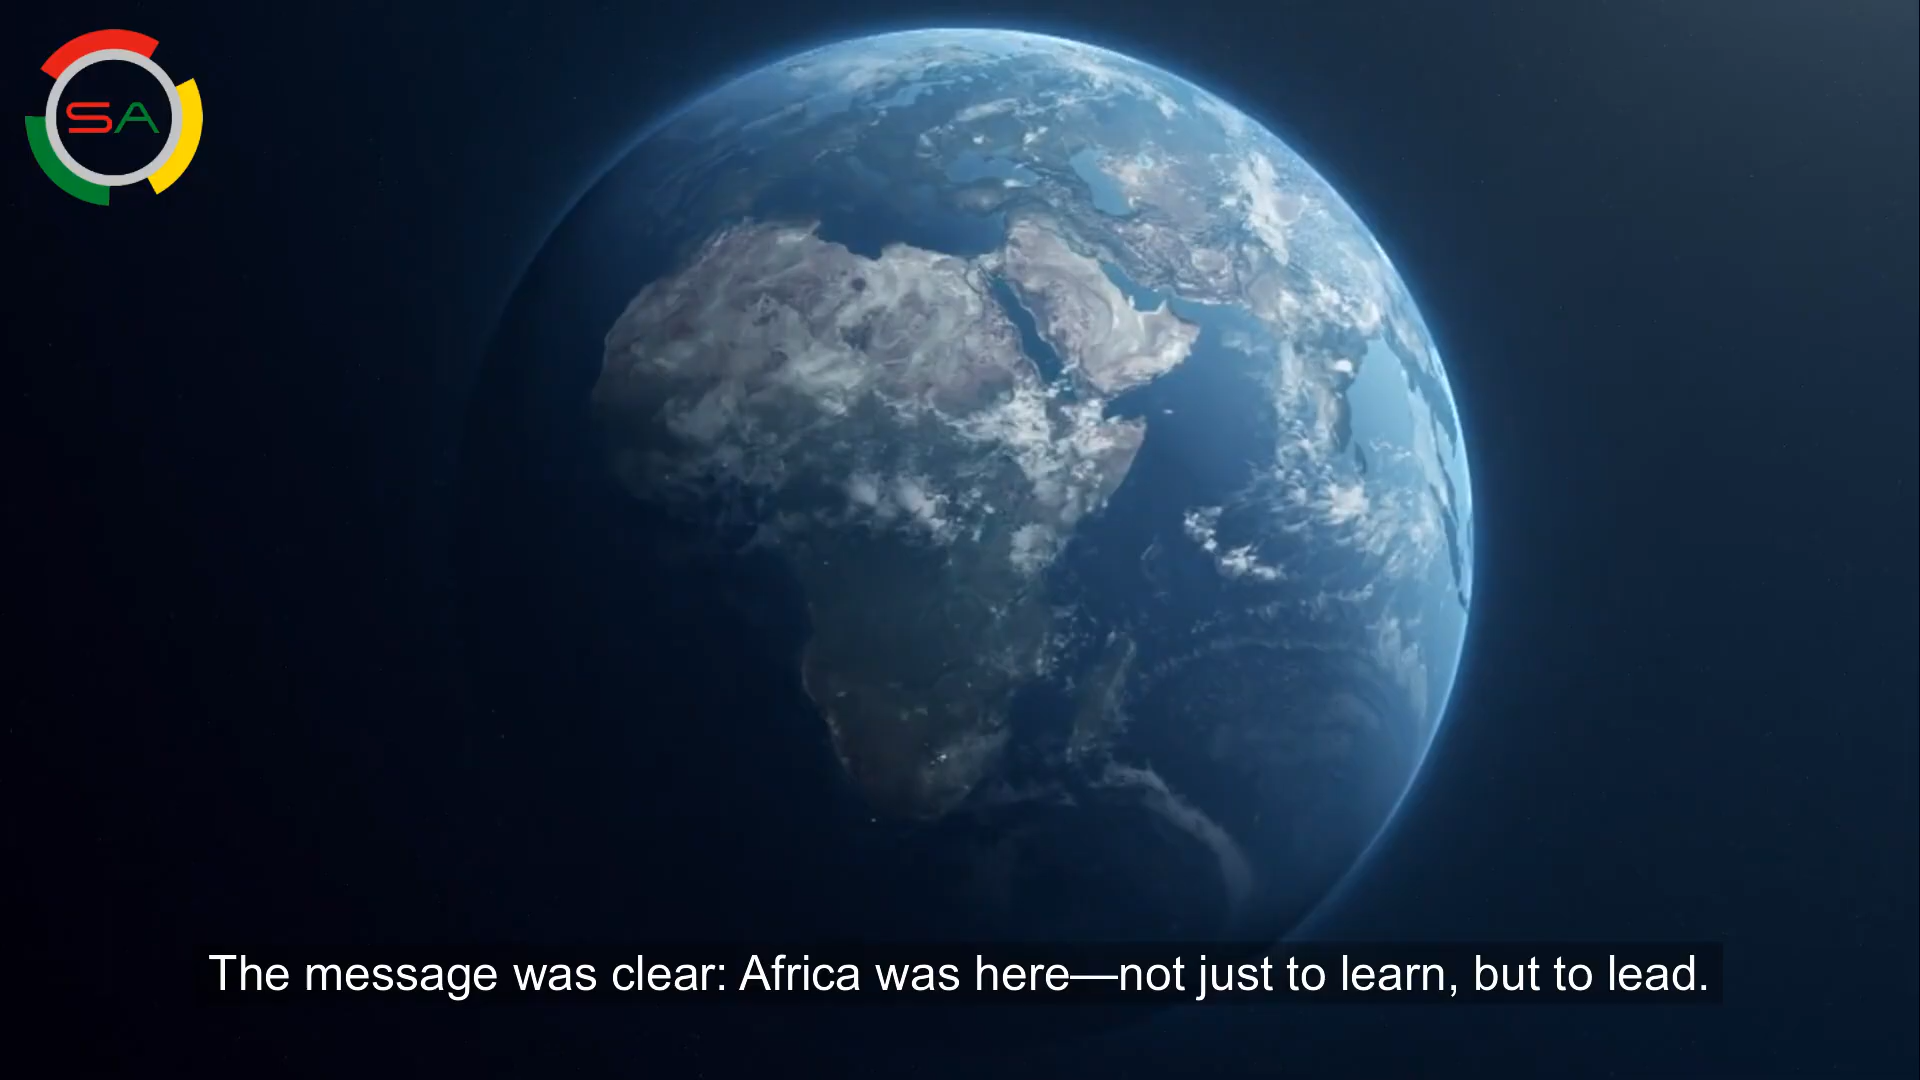 SA
The message was clear: Africa was here—not just to learn, but to lead.